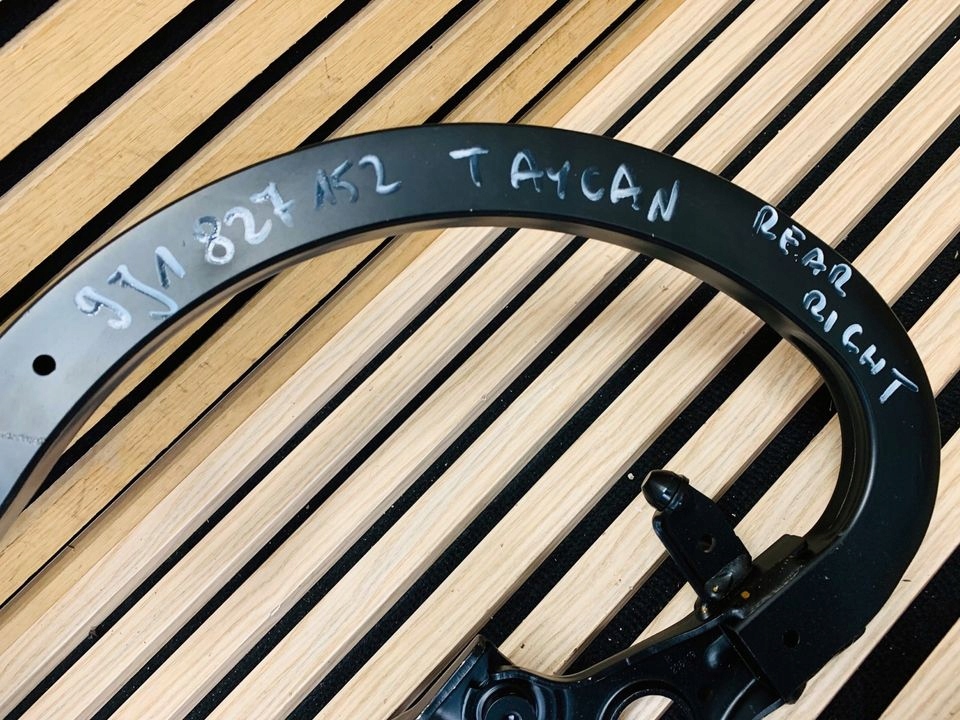 9J1 827 152 TAYCAN REAR
RIGHT